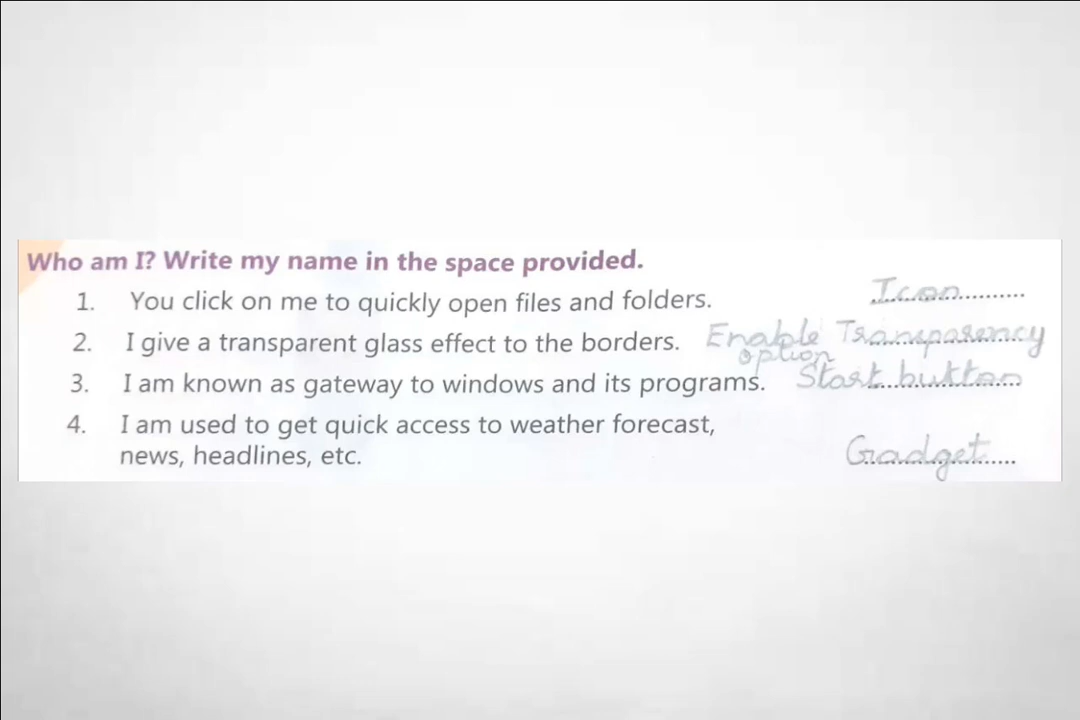 Who am I? Write my name in the space provided.
1. You click on me to quickly open files and folders. Icon
2. I give a transparent glass effect to the borders. Enable Transparency
option
3. I am known as gateway to windows and its programs. Start button
4. I am used to get quick access to weather forecast,
news, headlines, etc. Gadget